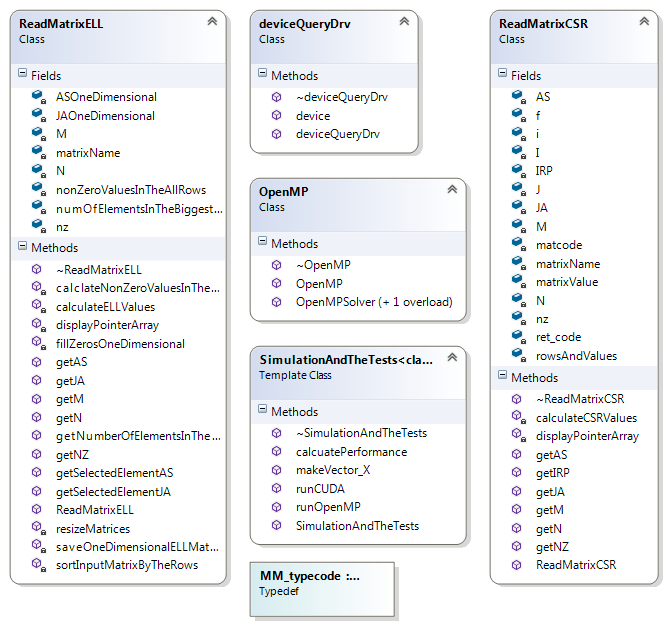 ReadMatrixELL
Class
Fields
ASOneDimensional
JAOneDimensional
M
matrixName
N
nonZeroValuesInTheAllRows
numOfElementsInTheBiggest...
nz
Methods
~ReadMatrixELL
calclateNonZeroValuesInThe...
calculateELLValues
displayPointerArray
fillZerosOneDimensional
getAS
getJA
getM
getN
getNumberOfElementsInThe...
getNZ
getSelectedElementAS
getSelectedElementJA
ReadMatrixELL
resizeMatrices
saveOneDimensionalELLMat...
sortInputMatrixByTheRows
deviceQueryDrv
Class
Methods
~deviceQueryDrv
device
deviceQueryDrv
OpenMP
Class
Methods
~OpenMP
OpenMP
OpenMPSolver (+ 1 overload)
SimulationAndTheTests<cla...
Template Class
Methods
~SimulationAndTheTests
calcuatePerformance
makeVector_X
runCUDA
runOpenMP
SimulationAndTheTests
MM_typecode :...
Typedef
ReadMatrixCSR
Class
Fields
AS
f
i
I
IRP
J
JA
M
matcode
matrixName
matrixValue
N
nz
ret_code
rowsAndValues
Methods
~ReadMatrixCSR
calculateCSRValues
displayPointerArray
getAS
getIRP
getJA
getM
getN
getNZ
ReadMatrixCSR